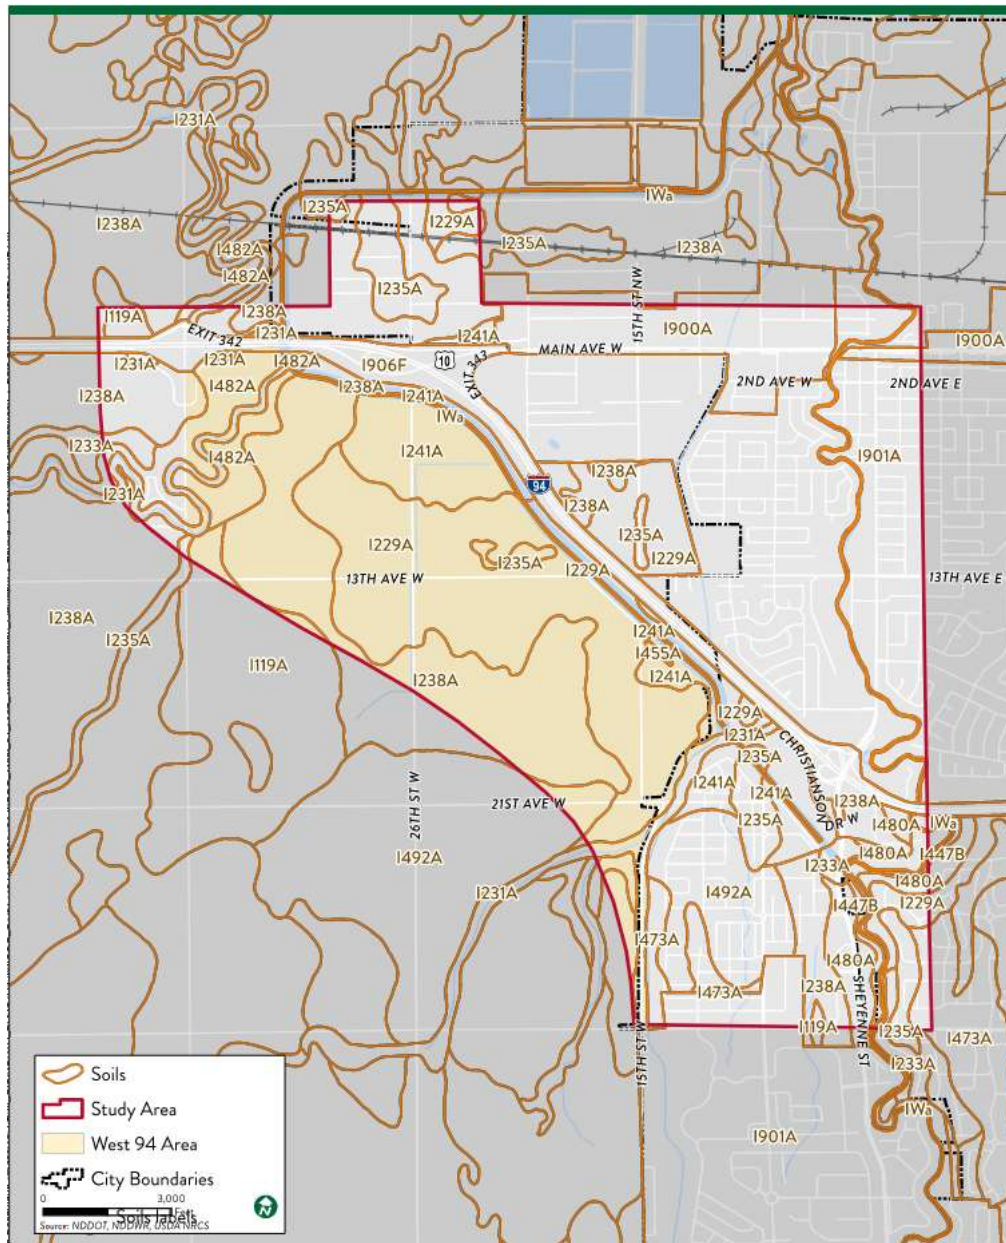 I231A
IWa
I235A
I229A
I238A
I482A
I235A
I238A
15TH ST NW
I482A
I235A
I119A
I238A
EXIT 342
I231A
I241A
I900A
I900A
I231A
I231A
I482A
I906F
10
EXIT 343
MAIN AVE W
I238A
I482A
I238A
I241A
2ND AVE W
2ND AVE E
IWa
I233A
I482A
I241A
I901A
I231A
94
I238A
I238A
I235A
I229A
I235A
I229A
I229A
13TH AVE W
13TH AVE E
I238A
I235A
I241A
I455A
I241A
I119A
I238A
I229A
I231A
CHRISTIANSON
DR W
I235A
I241A
I241A
26TH ST W
21ST AVE W
I238A
I235A
I480A
IWa
I492A
I480A
I447B
I233A
I480A
I231A
I492A
I447B
I229A
I473A
I480A
I238A
I473A
SHEYENNE ST
I119A
I235A
I473A
15TH ST W
I233A
IWa
I901A
Soils
Study Area
West 94 Area
City Boundaries
0 3,000
Feet
Soils labels
Source: NDDOT, NDDWR, USDA NRCS
N